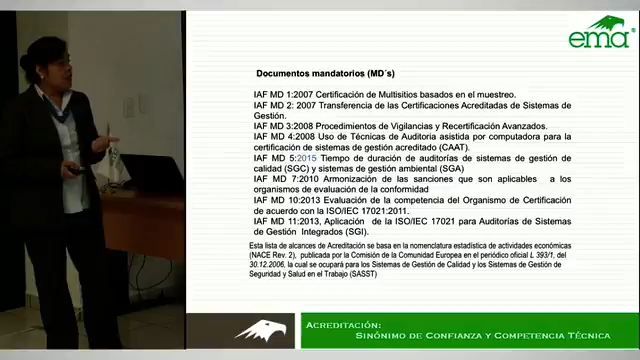 ema
Documentos mandatorios (MD´s)
IAF MD 1:2007 Certificación de Multisitios basados en el muestreo.
IAF MD 2: 2007 Transferencia de las Certificaciones Acreditadas de Sistemas de
Gestión.
IAF MD 3:2008 Procedimientos de Vigilancias y Recertificación Avanzados.
IAF MD 4:2008 Uso de Técnicas de Auditoria asistida por computadora para la
certificación de sistemas de gestión acreditado (CAAT).
IAF MD 5:2015 Tiempo de duración de auditorías de sistemas de gestión de
calidad (SGC) y sistemas de gestión ambiental (SGA)
IAF MD 7:2010 Armonización de las sanciones que son aplicables a los
organismos de evaluación de la conformidad
IAF MD 10:2013 Evaluación de la competencia del Organismo de Certificación
de acuerdo con la ISO/IEC 17021:2011.
IAF MD 11:2013, Aplicación de la ISO/IEC 17021 para Auditorías de Sistemas
de Gestión Integrados (SGI).
Esta lista de alcances de Acreditación se basa en la nomenclatura estadística de actividades económicas
(NACE Rev. 2), publicada por la Comisión de la Comunidad Europea en el periódico oficial L 393/1, del
30.12.2006, la cual se ocupará para los Sistemas de Gestión de Calidad y los Sistemas de Gestión de
Seguridad y Salud en el Trabajo (SASST)
ACREDITACIÓN:
SINÓNIMO DE CONFIANZA Y COMPETENCIA TÉCNICA